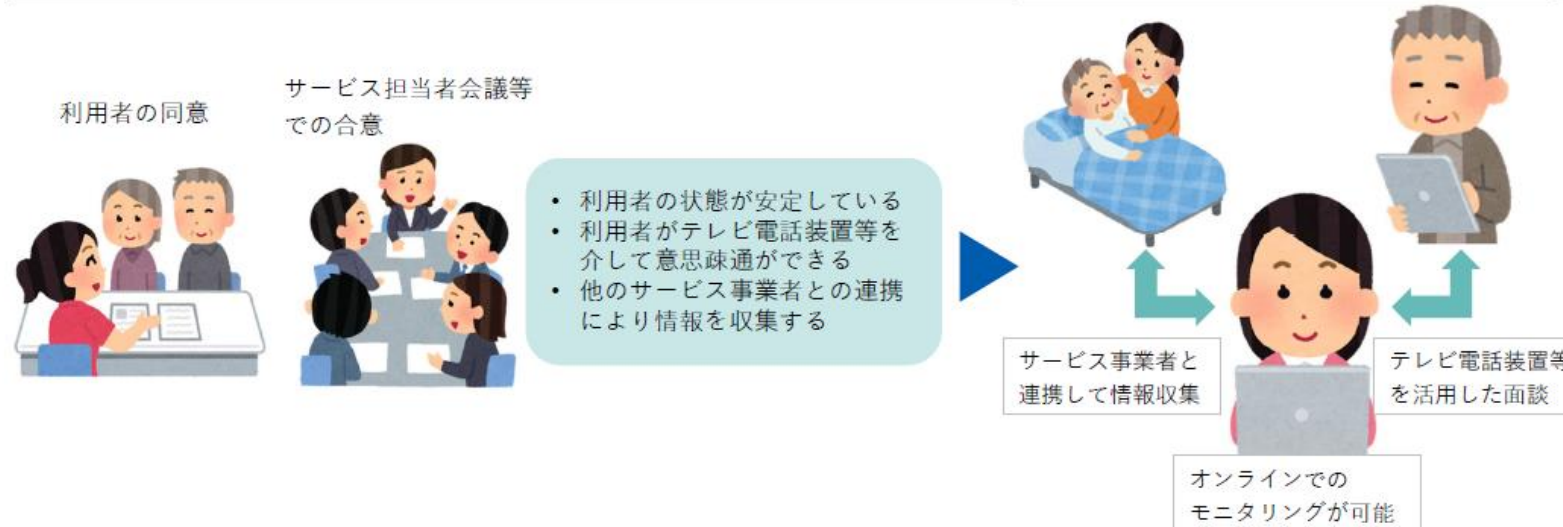 利用者の同意
サービス担当者会議等
での合意
• 利用者の状態が安定している
• 利用者がテレビ電話装置等を
介して意思疎通ができる
• 他のサービス事業者との連携
により情報を収集する
サービス事業者と
連携して情報収集
テレビ電話装置等
を活用した面談
オンラインでの
モニタリングが可能